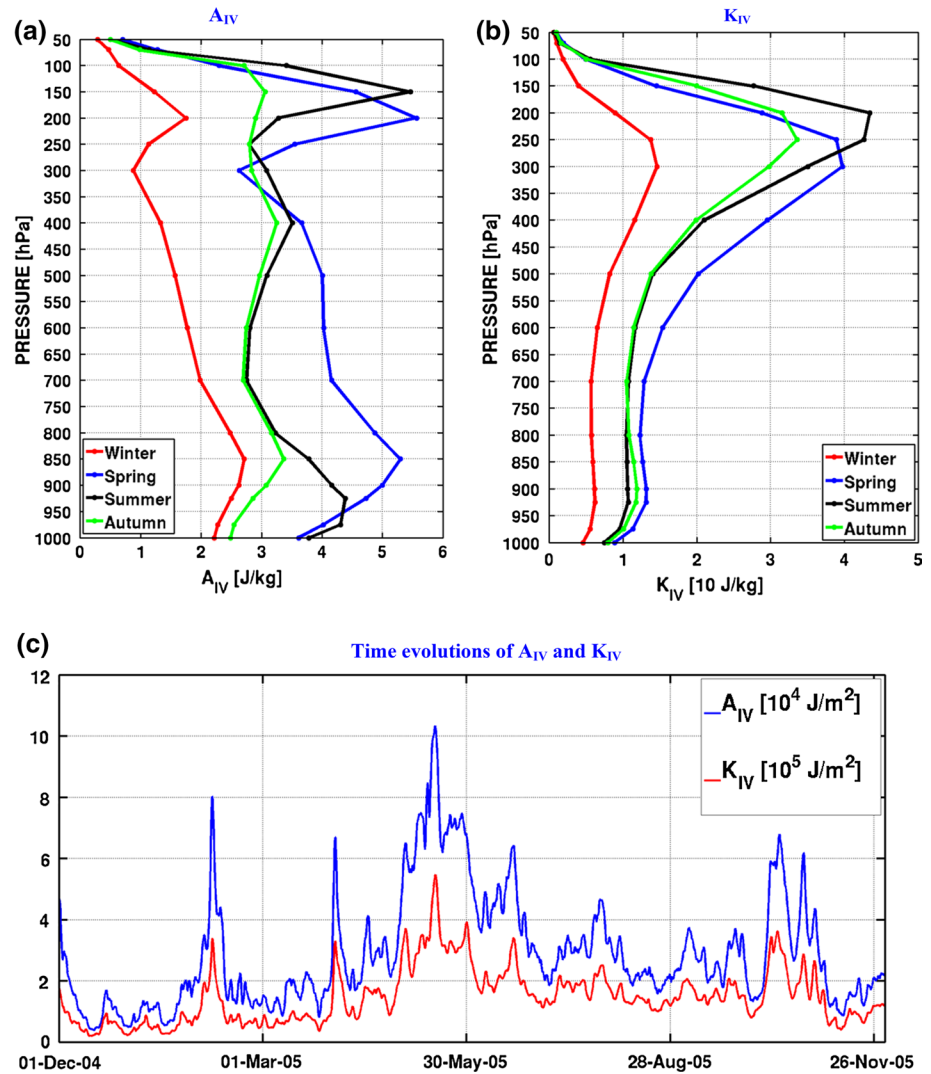 A_IV
(a)
50
100
150
200
250
300
350
400
450
500
550
600
650
700
750
800
850
900
950
1000
PRESSURE [hPa]
Winter
Spring
Summer
Autumn
0 1 2 3 4 5 6
A_IV [J/kg]
K_IV
(b)
50
100
150
200
250
300
350
400
450
500
550
600
650
700
750
800
850
900
950
1000
PRESSURE [hPa]
Winter
Spring
Summer
Autumn
0 1 2 3 4 5
K_IV [10 J/kg]
(c)
Time evolutions of A_IV and K_IV
12
10
8
6
4
2
0
A_IV [10^4 J/m^2]
K_IV [10^5 J/m^2]
01-Dec-04 01-Mar-05 30-May-05 28-Aug-05 26-Nov-05